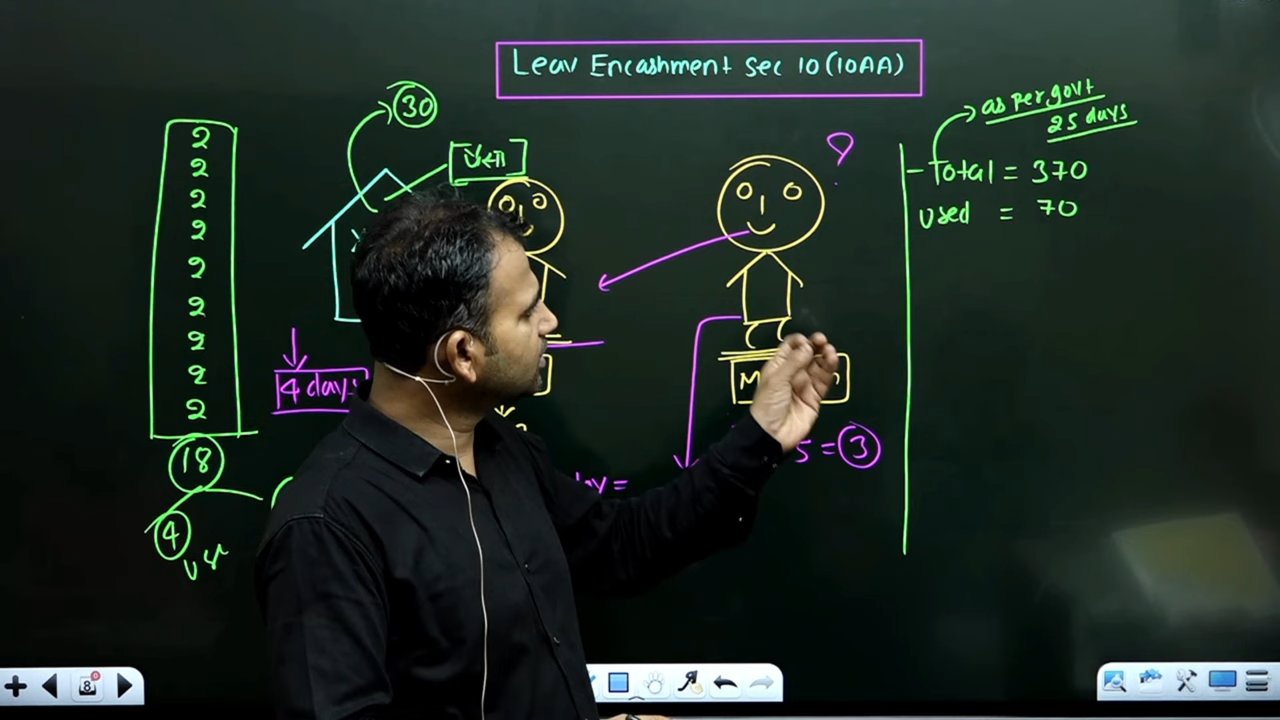 Leav Encashment Sec 10(10AA)
30
as per govt
25 days
- Total = 370
used = 70
2
2
2
2
2
2
2
2
2
18
4
4 days
5 = 3